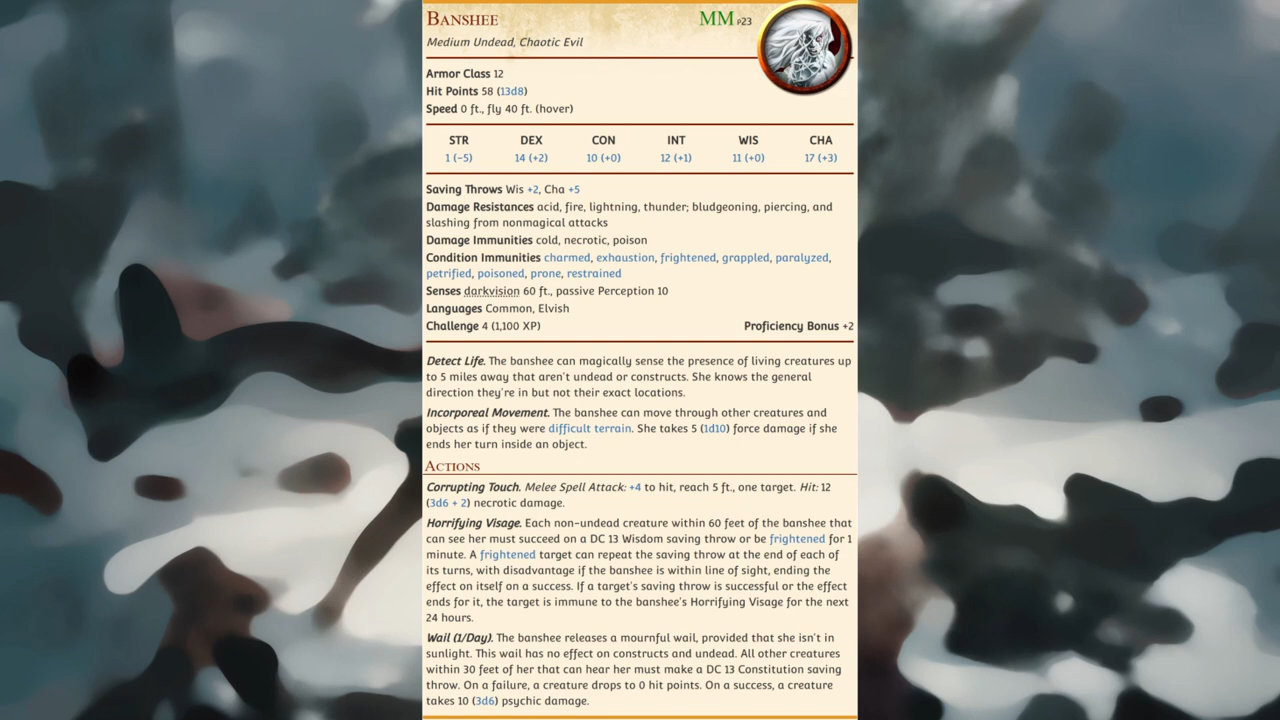 Banshee MM p23
Medium Undead, Chaotic Evil
Armor Class 12
Hit Points 58 (13d8)
Speed 0 ft., fly 40 ft. (hover)
STR DEX CON INT WIS CHA
1 (−5) 14 (+2) 10 (+0) 12 (+1) 11 (+0) 17 (+3)
Saving Throws Wis +2, Cha +5
Damage Resistances acid, fire, lightning, thunder; bludgeoning, piercing, and
slashing from nonmagical attacks
Damage Immunities cold, necrotic, poison
Condition Immunities charmed, exhaustion, frightened, grappled, paralyzed,
petrified, poisoned, prone, restrained
Senses darkvision 60 ft., passive Perception 10
Languages Common, Elvish
Challenge 4 (1,100 XP) Proficiency Bonus +2
Detect Life. The banshee can magically sense the presence of living creatures up
to 5 miles away that aren't undead or constructs. She knows the general
direction they're in but not their exact locations.
Incorporeal Movement. The banshee can move through other creatures and
objects as if they were difficult terrain. She takes 5 (1d10) force damage if she
ends her turn inside an object.
Actions
Corrupting Touch. Melee Spell Attack: +4 to hit, reach 5 ft., one target. Hit: 12
(3d6 + 2) necrotic damage.
Horrifying Visage. Each non-undead creature within 60 feet of the banshee that
can see her must succeed on a DC 13 Wisdom saving throw or be frightened for 1
minute. A frightened target can repeat the saving throw at the end of each of
its turns, with disadvantage if the banshee is within line of sight, ending the
effect on itself on a success. If a target's saving throw is successful or the effect
ends for it, the target is immune to the banshee's Horrifying Visage for the next
24 hours.
Wail (1/Day). The banshee releases a mournful wail, provided that she isn't in
sunlight. This wail has no effect on constructs and undead. All other creatures
within 30 feet of her that can hear her must make a DC 13 Constitution saving
throw. On a failure, a creature drops to 0 hit points. On a success, a creature
takes 10 (3d6) psychic damage.